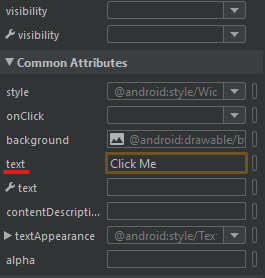 visibility
visibility
Common Attributes
style @android:style/Wic
onClick
background @android:drawable/b
text Click Me
text
contentDescripti...
textAppearance @android:style/Tex
alpha